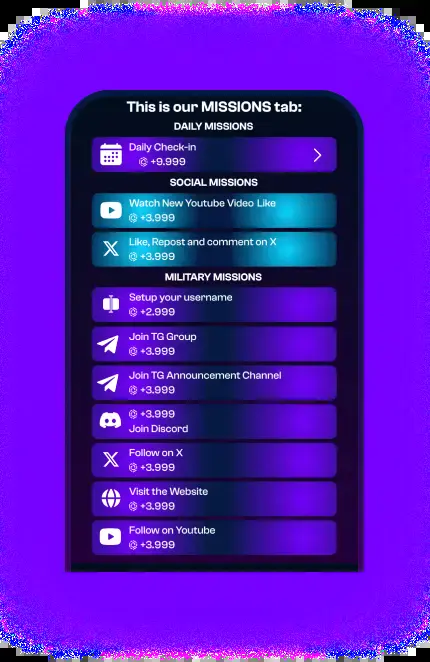 This is our MISSIONS tab:
DAILY MISSIONS
Daily Check-in
+9.999
SOCIAL MISSIONS
Watch New Youtube Video Like
+3.999
Like, Repost and comment on X
+3.999
MILITARY MISSIONS
Setup your username
+2.999
Join TG Group
+3.999
Join TG Announcement Channel
+3.999
+3.999
Join Discord
Follow on X
+3.999
Visit the Website
+3.999
Follow on Youtube
+3.999